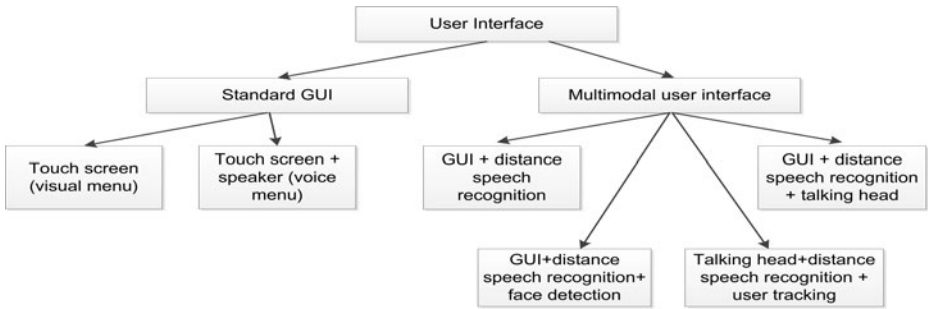 User Interface
Standard GUI
Multimodal user interface
Touch screen
(visual menu)
Touch screen +
speaker (voice
menu)
GUI + distance
speech
recognition
GUI + distance
speech recognition
+ talking head
GUI+distance
speech recognition+
face detection
Talking head+distance
speech recognition +
user tracking